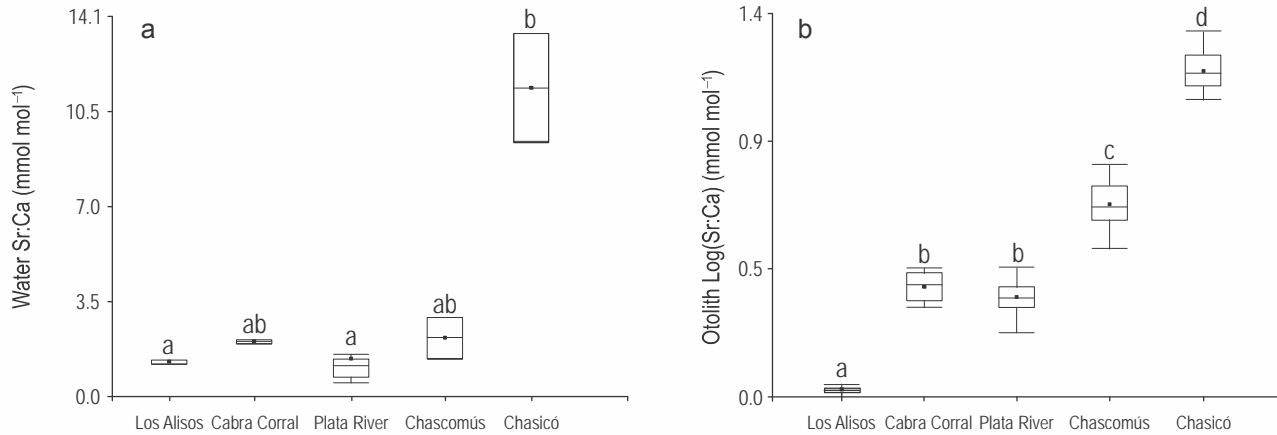 a
Water Sr:Ca (mmol mol⁻¹)
14.1
10.5
7.0
3.5
0.0
a
ab
a
ab
b
Los Alisos Cabra Corral Plata River Chascomús Chasicó
b
Otolith Log(Sr:Ca) (mmol mol⁻¹)
1.4
0.9
0.5
0.0
a
b
b
c
d
Los Alisos Cabra Corral Plata River Chascomús Chasicó